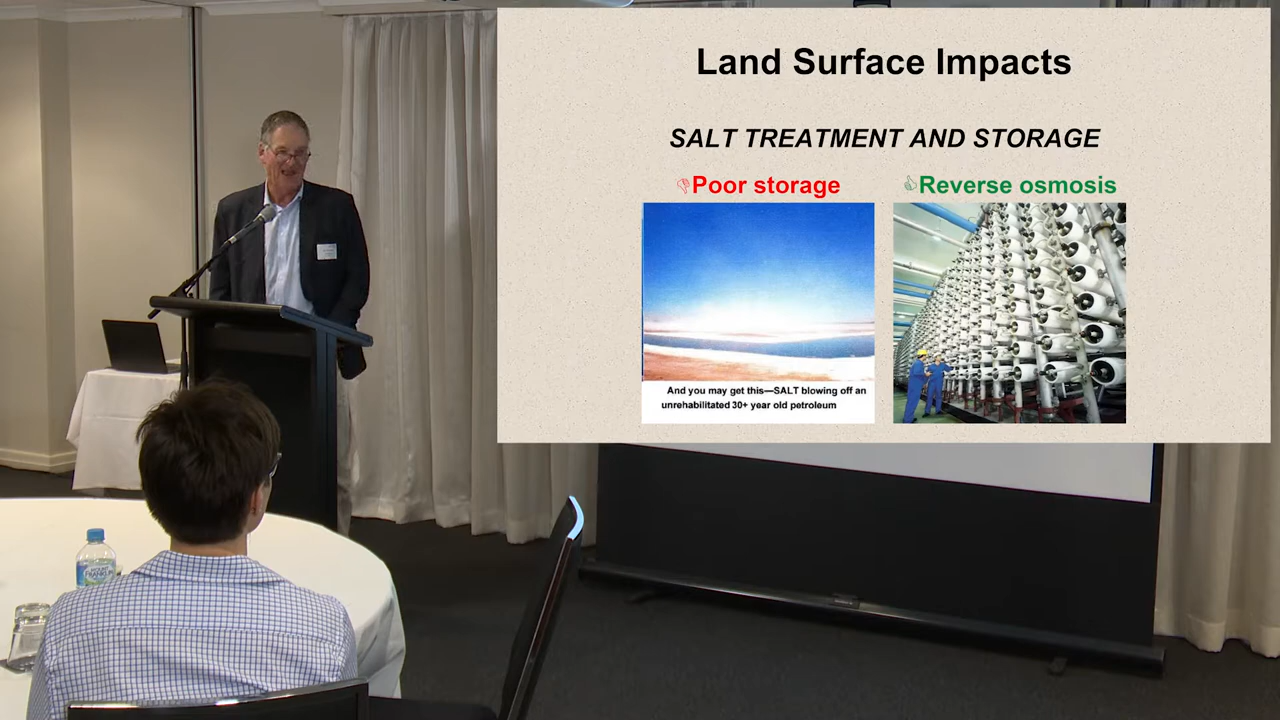 Land Surface Impacts
SALT TREATMENT AND STORAGE
Poor storage
Reverse osmosis
And you may get this—SALT blowing off an
unrehabilitated 30+ year old petroleum
FRANKLIN